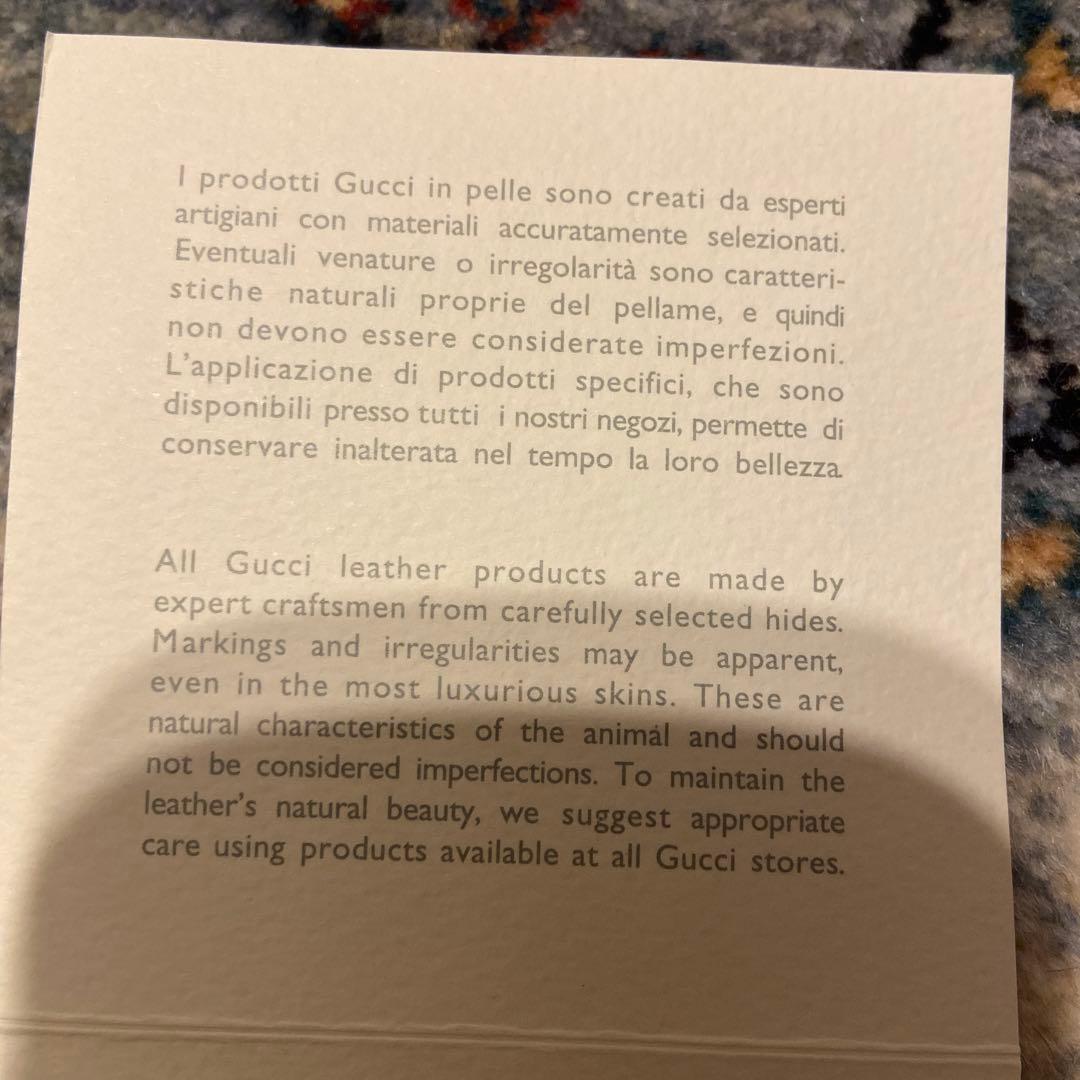 I prodotti Gucci in pelle sono creati da esperti
artigiani con materiali accuratamente selezionati.
Eventuali venature o irregolarità sono caratteri-
stiche naturali proprie del pellame, e quindi
non devono essere considerate imperfezioni.
L'applicazione di prodotti specifici, che sono
disponibili presso tutti i nostri negozi, permette di
conservare inalterata nel tempo la loro bellezza
All Gucci leather products are made by
expert craftsmen from carefully selected hides.
Markings and irregularities may be apparent,
even in the most luxurious skins. These are
natural characteristics of the animal and should
not be considered imperfections. To maintain the
leather's natural beauty, we suggest appropriate
care using products available at all Gucci stores.